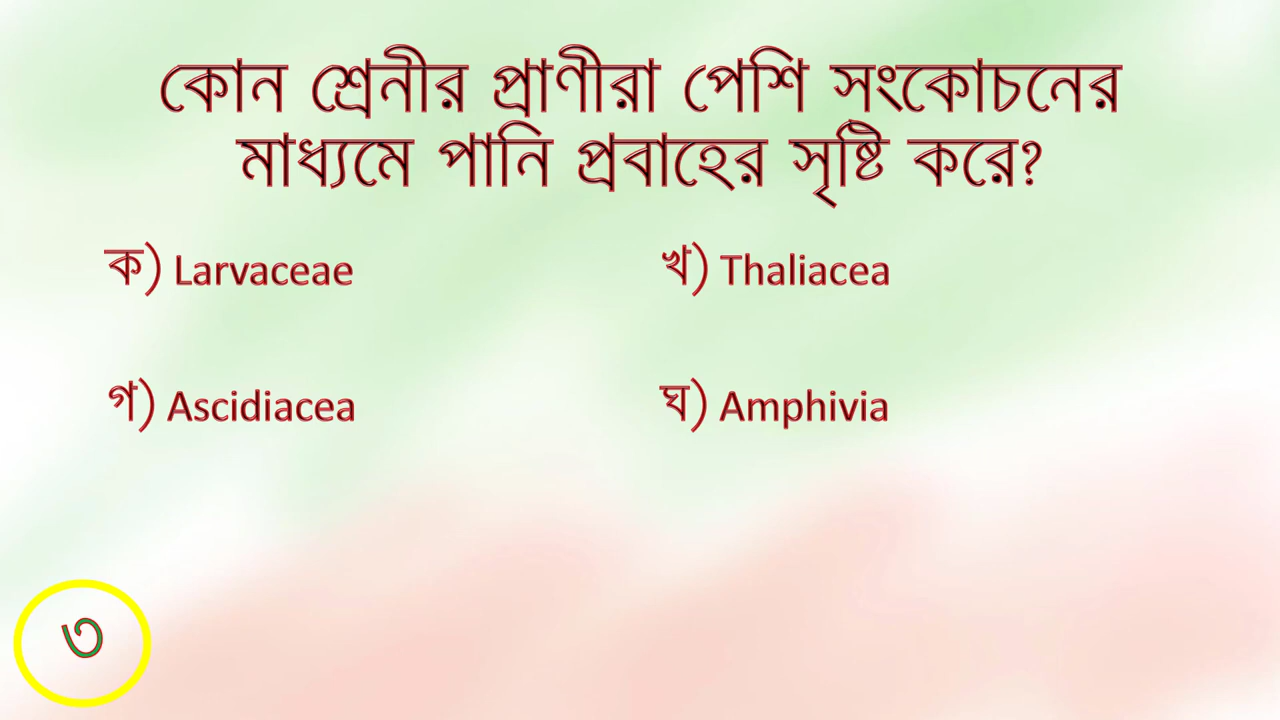 কোন শ্রেনীর প্রাণীরা পেশি সংকোচনের
মাধ্যমে পানি প্রবাহের সৃষ্টি করে?
ক) Larvaceae
খ) Thaliacea
গ) Ascidiacea
ঘ) Amphivia
৩